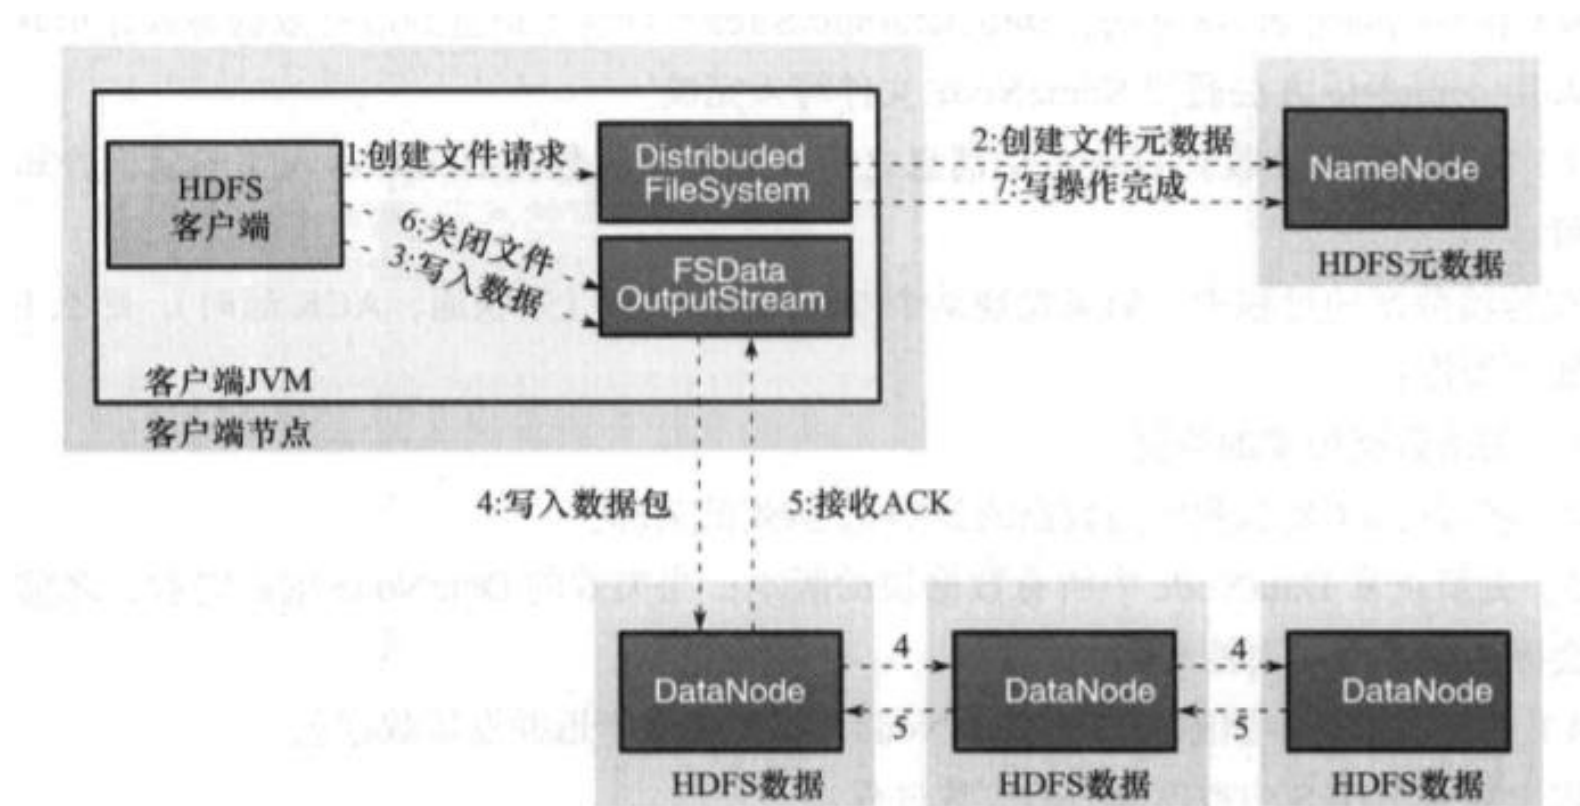 1:创建文件请求
HDFS
客户端
Distribuded
FileSystem
2:创建文件元数据
7:写操作完成
NameNode
HDFS元数据
6:关闭文件
3:写入数据
FSData
OutputStream
客户端JVM
客户端节点
4:写入数据包
5:接收ACK
DataNode
4
5
DataNode
4
5
DataNode
HDFS数据
HDFS数据
HDFS数据